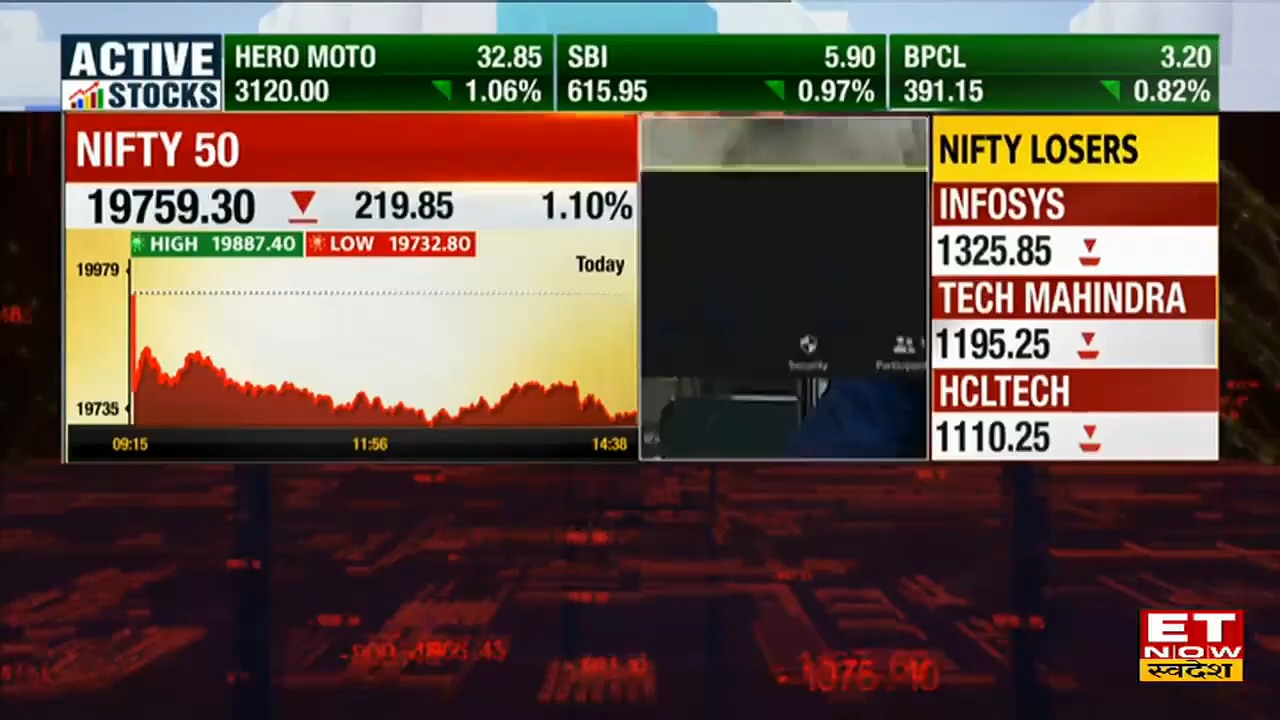 ACTIVE STOCKS
HERO MOTO 32.85
3120.00 1.06%
SBI 5.90
615.95 0.97%
BPCL 3.20
391.15 0.82%
NIFTY 50
19759.30 219.85 1.10%
HIGH 19887.40 LOW 19732.80
Today
19979
19735
09:15 11:56 14:38
Security
NIFTY LOSERS
INFOSYS
1325.85
TECH MAHINDRA
1195.25
HCLTECH
1110.25
ET
NOW
स्वदेश